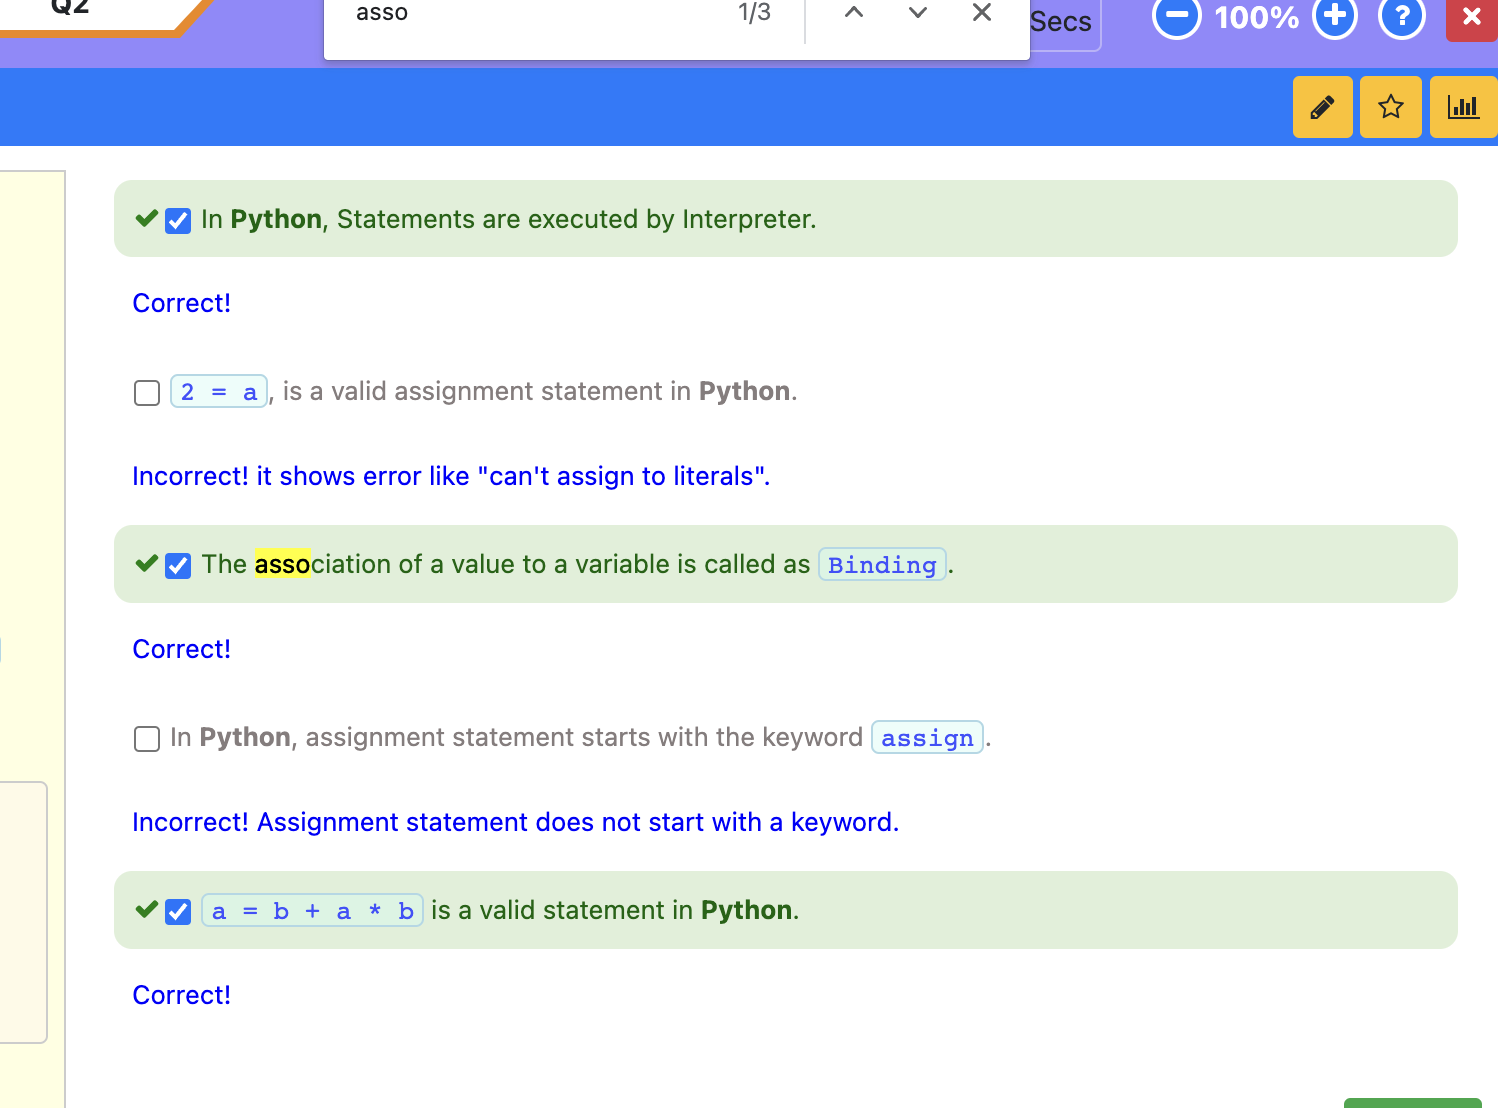 Q2
asso 1/3
Secs
100%
In Python, Statements are executed by Interpreter.
Correct!
2 = a, is a valid assignment statement in Python.
Incorrect! it shows error like "can't assign to literals".
The association of a value to a variable is called as Binding.
Correct!
In Python, assignment statement starts with the keyword assign.
Incorrect! Assignment statement does not start with a keyword.
a = b + a * b is a valid statement in Python.
Correct!